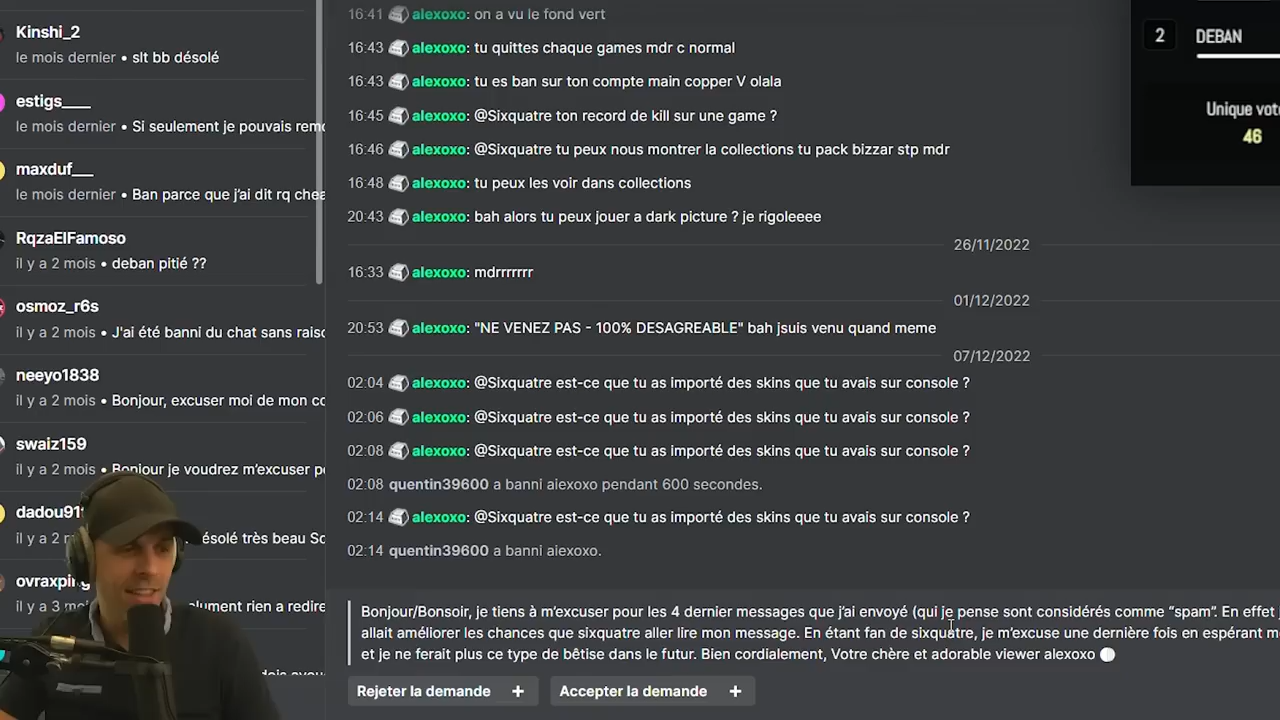 Kinshi_2
le mois dernier • slt bb désolé
estigs____
le mois dernier • Si seulement je pouvais
maxduf__
le mois dernier • Ban parce que j'ai dit rq
RqzaElFamoso
il y a 2 mois • deban pitié ??
osmoz_r6s
il y a 2 mois • J'ai été banni du chat sans
neeyo1838
il y a 2 mois • Bonjour, excuser moi de mon
swaiz159
il y a 2 mois • Bonjour je voudrez m'excuser
il y a 2 très beau
il y a 3 rien a
16:41 alexoxo: on a vu le fond vert
16:43 alexoxo: tu quittes chaque games mdr c normal
16:43 alexoxo: tu es ban sur ton compte main copper V olala
16:45 alexoxo: @Sixquatre ton record de kill sur une game ?
16:46 alexoxo: @Sixquatre tu peux nous montrer la collections tu pack bizzar stp mdr
16:48 alexoxo: tu peux les voir dans collections
20:43 alexoxo: bah alors tu peux jouer a dark picture ? je rigoleeee
26/11/2022
16:33 alexoxo: mdrrrrrrr
01/12/2022
20:53 alexoxo: "NE VENEZ PAS - 100% DESAGREABLE" bah jsuis venu quand meme
07/12/2022
02:04 alexoxo: @Sixquatre est-ce que tu as importé des skins que tu avais sur console ?
02:06 alexoxo: @Sixquatre est-ce que tu as importé des skins que tu avais sur console ?
02:08 alexoxo: @Sixquatre est-ce que tu as importé des skins que tu avais sur console ?
02:08 quentin39600 a banni alexoxo pendant 600 secondes.
02:14 alexoxo: @Sixquatre est-ce que tu as importé des skins que tu avais sur console ?
02:14 quentin39600 a banni alexoxo.
Bonjour/Bonsoir, je tiens à m'excuser pour les 4 dernier messages que j'ai envoyé (qui je pense sont considérés comme “spam”. En effet
allait améliorer les chances que sixquatre aller lire mon message. En étant fan de sixquatre, je m'excuse une dernière fois en espérant
et je ne ferait plus ce type de bêtise dans le futur. Bien cordialement, Votre chère et adorable viewer alexoxo
Rejeter la demande +
Accepter la demande +
2 DEBAN
Unique
46